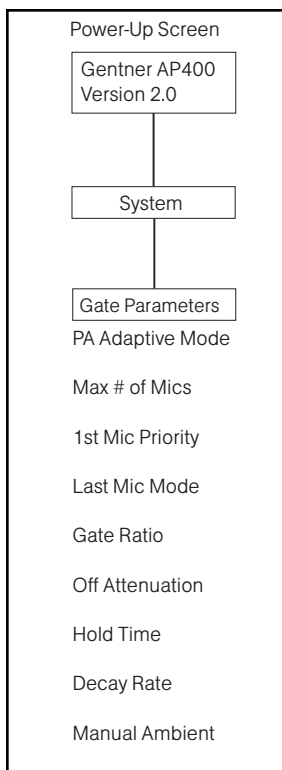 Power-Up Screen
Gentner AP400
Version 2.0
System
Gate Parameters
PA Adaptive Mode
Max # of Mics
1st Mic Priority
Last Mic Mode
Gate Ratio
Off Attenuation
Hold Time
Decay Rate
Manual Ambient